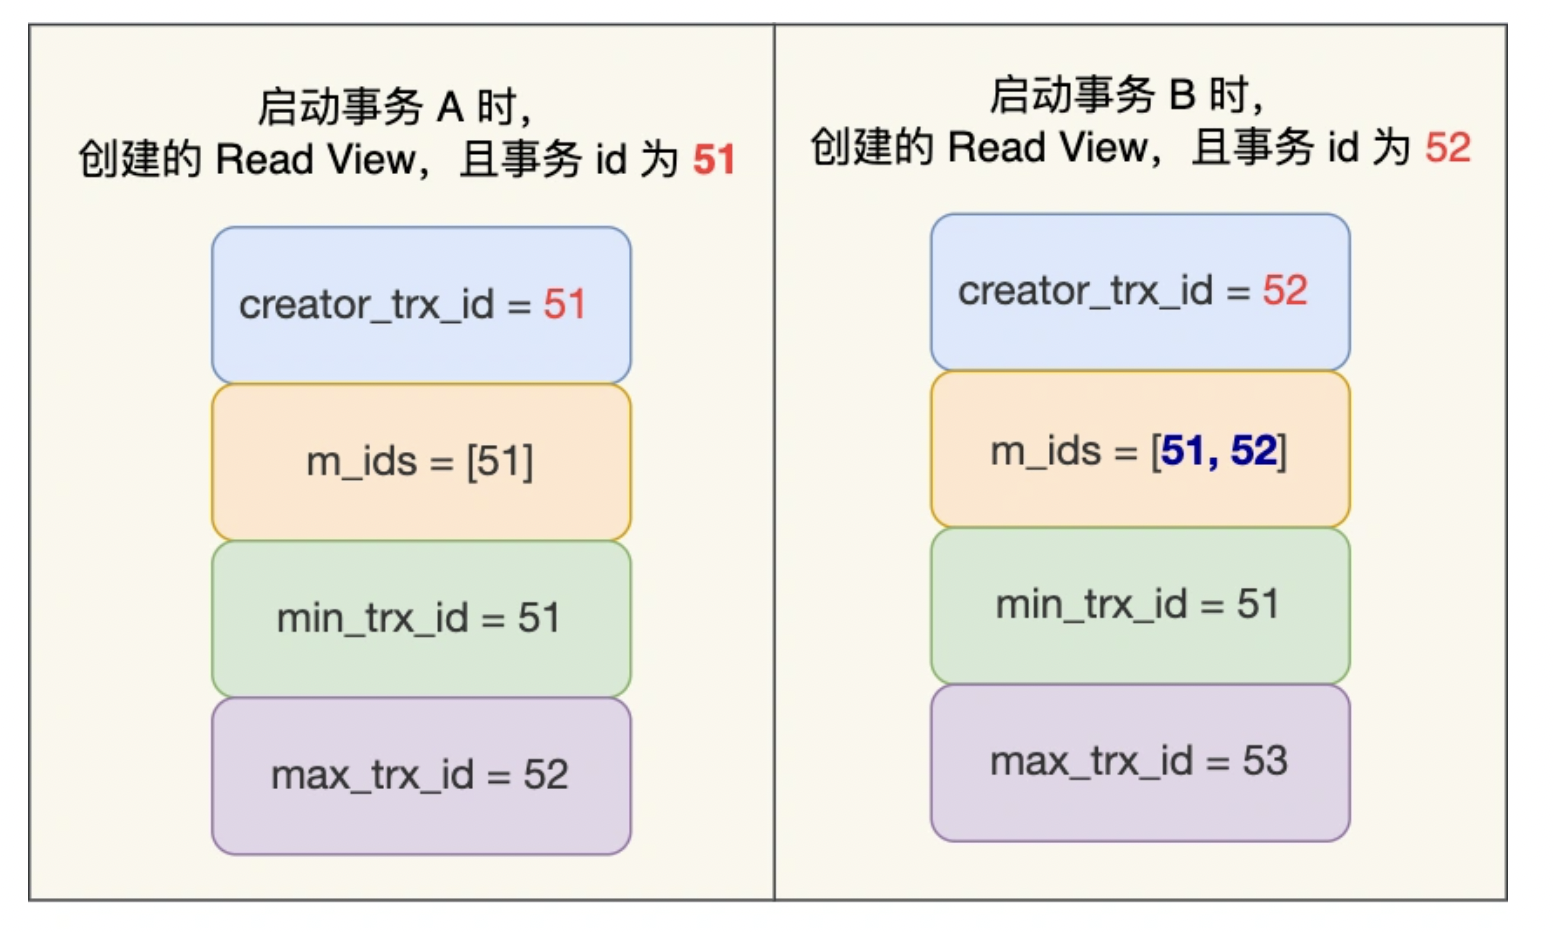 启动事务 A 时，
创建的 Read View，且事务 id 为 51
creator_trx_id = 51
m_ids = [51]
min_trx_id = 51
max_trx_id = 52
启动事务 B 时，
创建的 Read View，且事务 id 为 52
creator_trx_id = 52
m_ids = [51, 52]
min_trx_id = 51
max_trx_id = 53